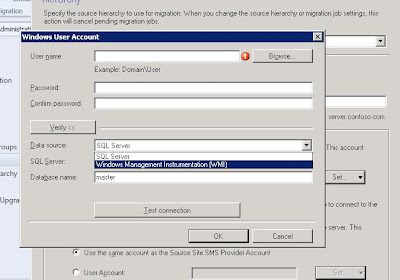 Hierarchy
Specify the source hierarchy to use for migration. When you change the source hierarchy or migration job settings, this
action will cancel pending migration jobs.
igration
Administrati
Windows User Account
User name:
Browse...
Example: Domain\User
Password:
Confirm password:
Verify <<
server.contoso.com
Data source:
SQL Server
SQL Server
This account
SQL Server:
Windows Management Instrumentation (WMI)
Database name:
master
Set...
Test connection
to connect to the
OK
Cancel
server. This
Use the same account as the Source Site SMS Provider Account
User Account:
Set...
roups
rarchy
Upgra